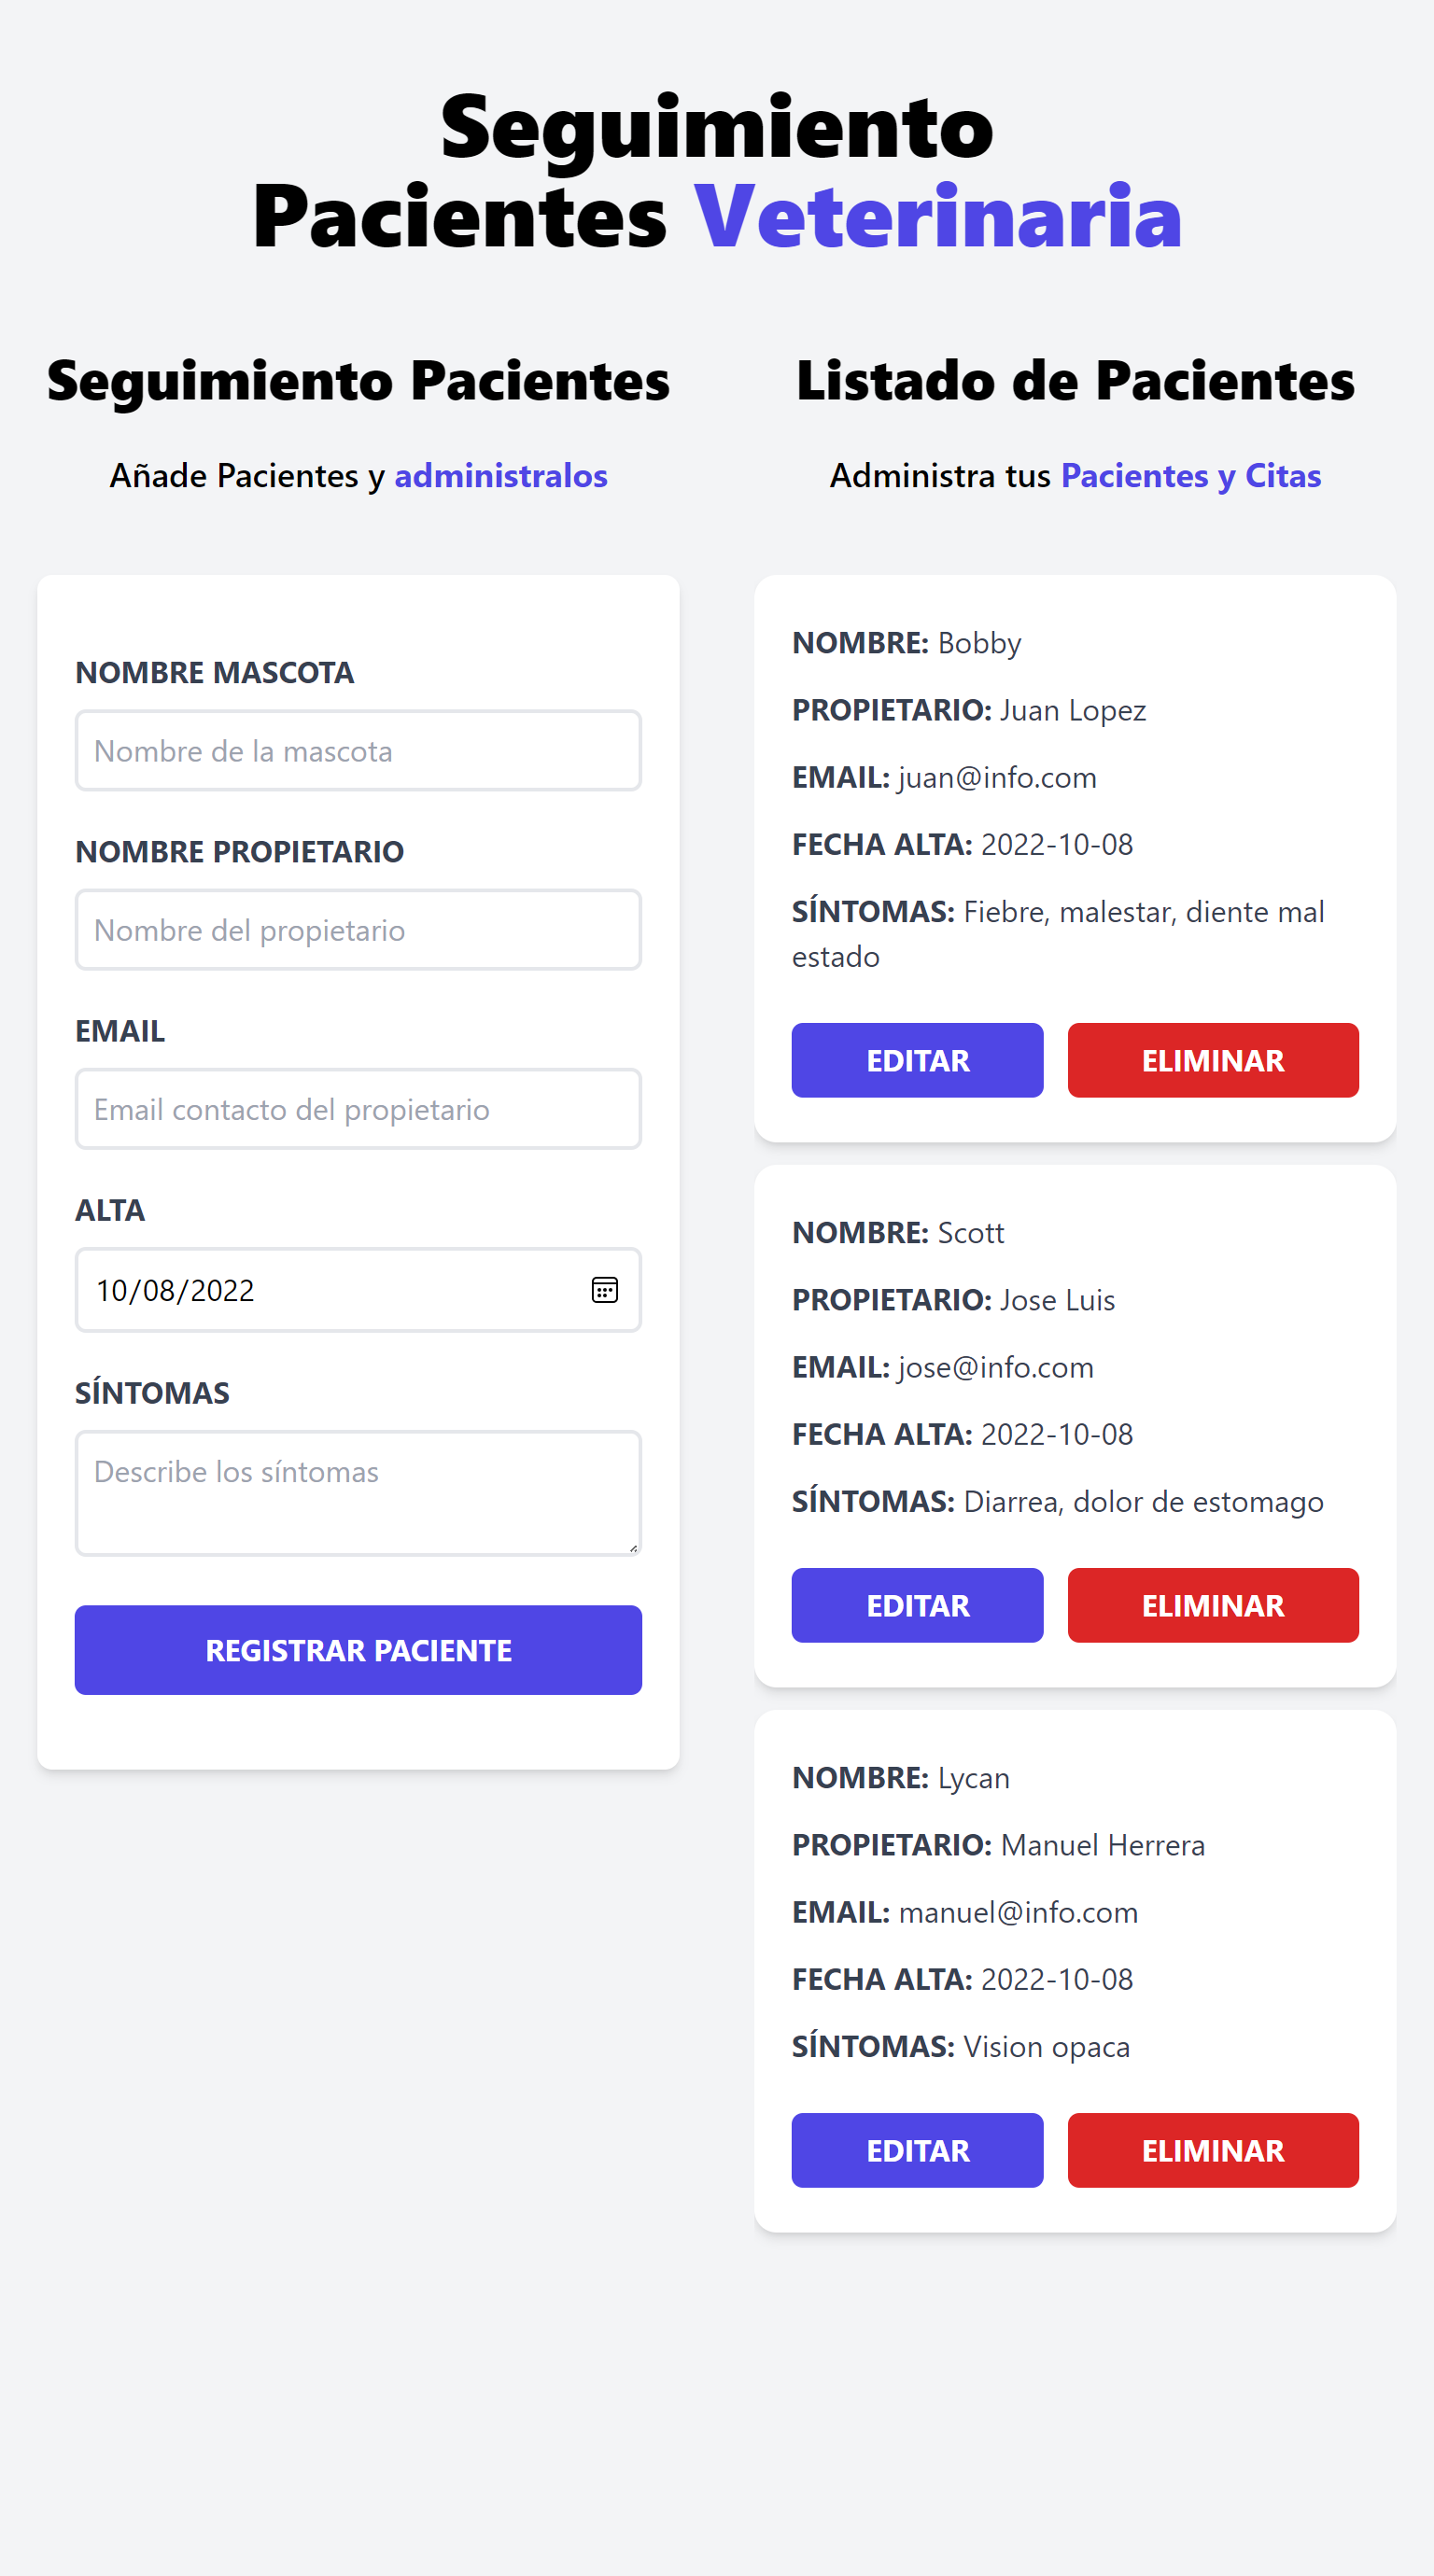 Seguimiento
Pacientes Veterinaria
Seguimiento Pacientes
Añade Pacientes y administralos
NOMBRE MASCOTA
Nombre de la mascota
NOMBRE PROPIETARIO
Nombre del propietario
EMAIL
Email contacto del propietario
ALTA
10/08/2022
SÍNTOMAS
Describe los síntomas
REGISTRAR PACIENTE
Listado de Pacientes
Administra tus Pacientes y Citas
NOMBRE: Bobby
PROPIETARIO: Juan Lopez
EMAIL: juan@info.com
FECHA ALTA: 2022-10-08
SÍNTOMAS: Fiebre, malestar, diente mal
estado
EDITAR ELIMINAR
NOMBRE: Scott
PROPIETARIO: Jose Luis
EMAIL: jose@info.com
FECHA ALTA: 2022-10-08
SÍNTOMAS: Diarrea, dolor de estomago
EDITAR ELIMINAR
NOMBRE: Lycan
PROPIETARIO: Manuel Herrera
EMAIL: manuel@info.com
FECHA ALTA: 2022-10-08
SÍNTOMAS: Vision opaca
EDITAR ELIMINAR